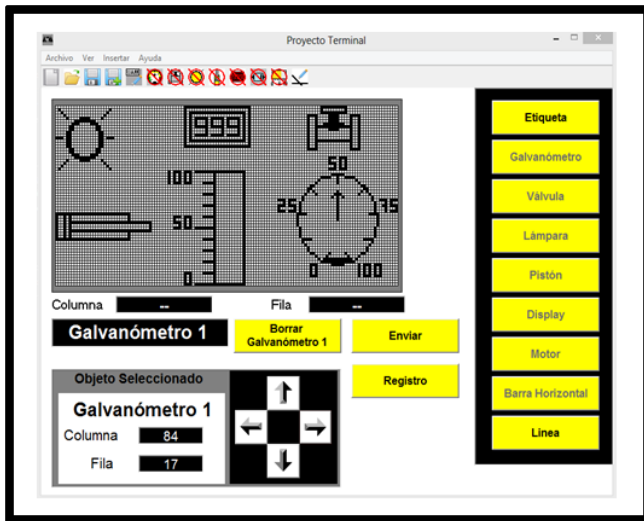 Proyecto Terminal
Archivo Ver Insertar Ayuda
999
50
100
50
0
25
75
0
100
Columna --
Fila --
Galvanómetro 1
Borrar
Galvanómetro 1
Enviar
Registro
Objeto Seleccionado
Galvanómetro 1
Columna 84
Fila 17
Etiqueta
Galvanómetro
Válvula
Lámpara
Pistón
Display
Motor
Barra Horizontal
Linea